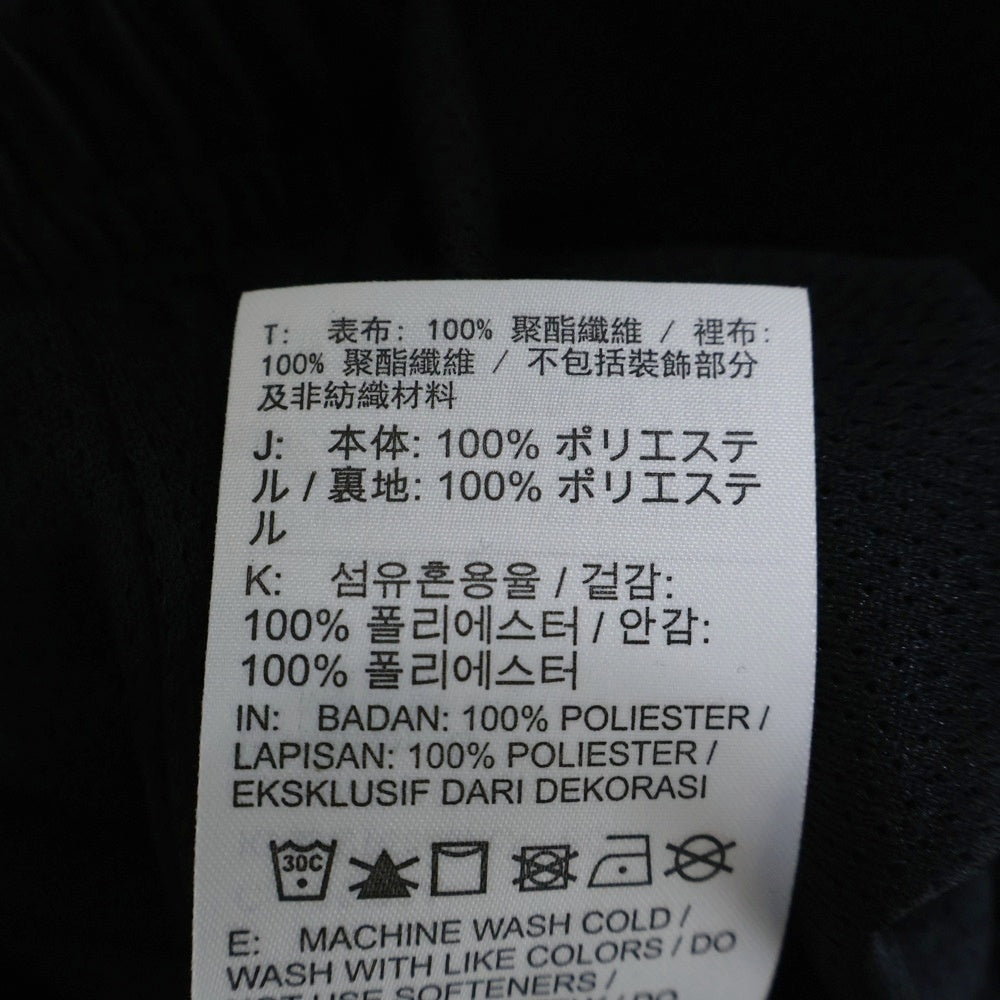 T: 表布: 100% 聚酯纖維 / 裡布:
100% 聚酯纖維 / 不包括裝飾部分
及非紡織材料
J: 本体: 100% ポリエステ
ル / 裏地: 100% ポリエステ
ル
K: 섬유혼용율 / 겉감:
100% 폴리에스터 / 안감:
100% 폴리에스터
IN: BADAN: 100% POLIESTER /
LAPISAN: 100% POLIESTER /
EKSKLUSIF DARI DEKORASI
30C
E: MACHINE WASH COLD /
WASH WITH LIKE COLORS / DO
NOT USE SOFTENERS /